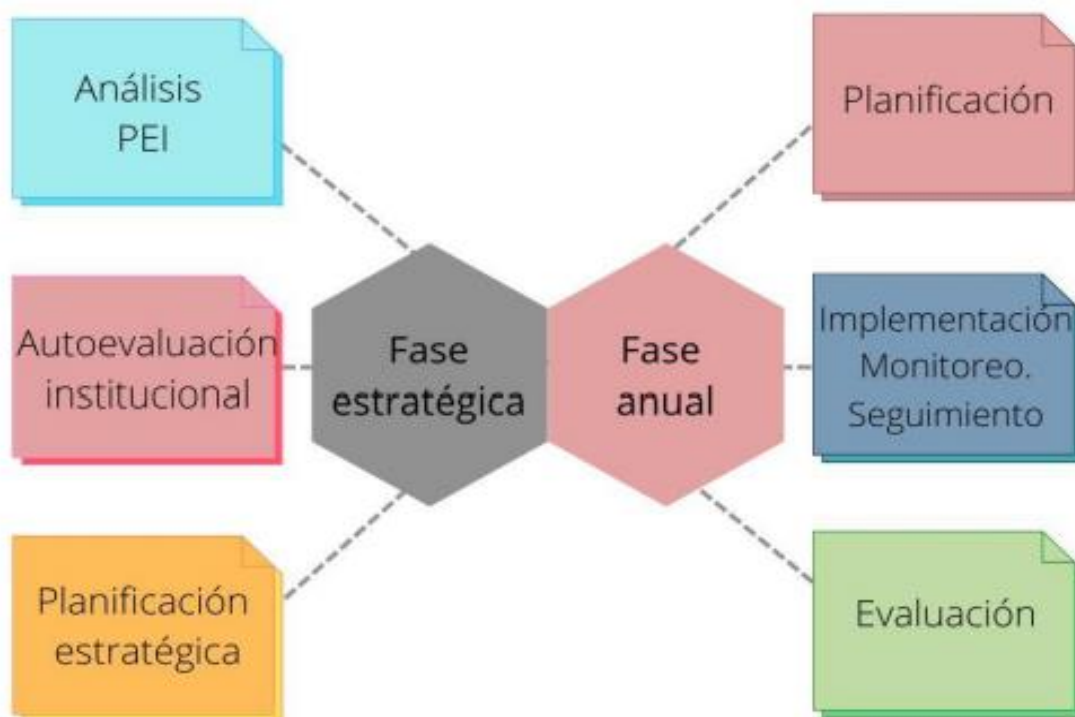 Análisis
PEI
Autoevaluación
institucional
Planificación
estratégica
Fase
estratégica
Fase
anual
Planificación
Implementación
Monitoreo.
Seguimiento
Evaluación